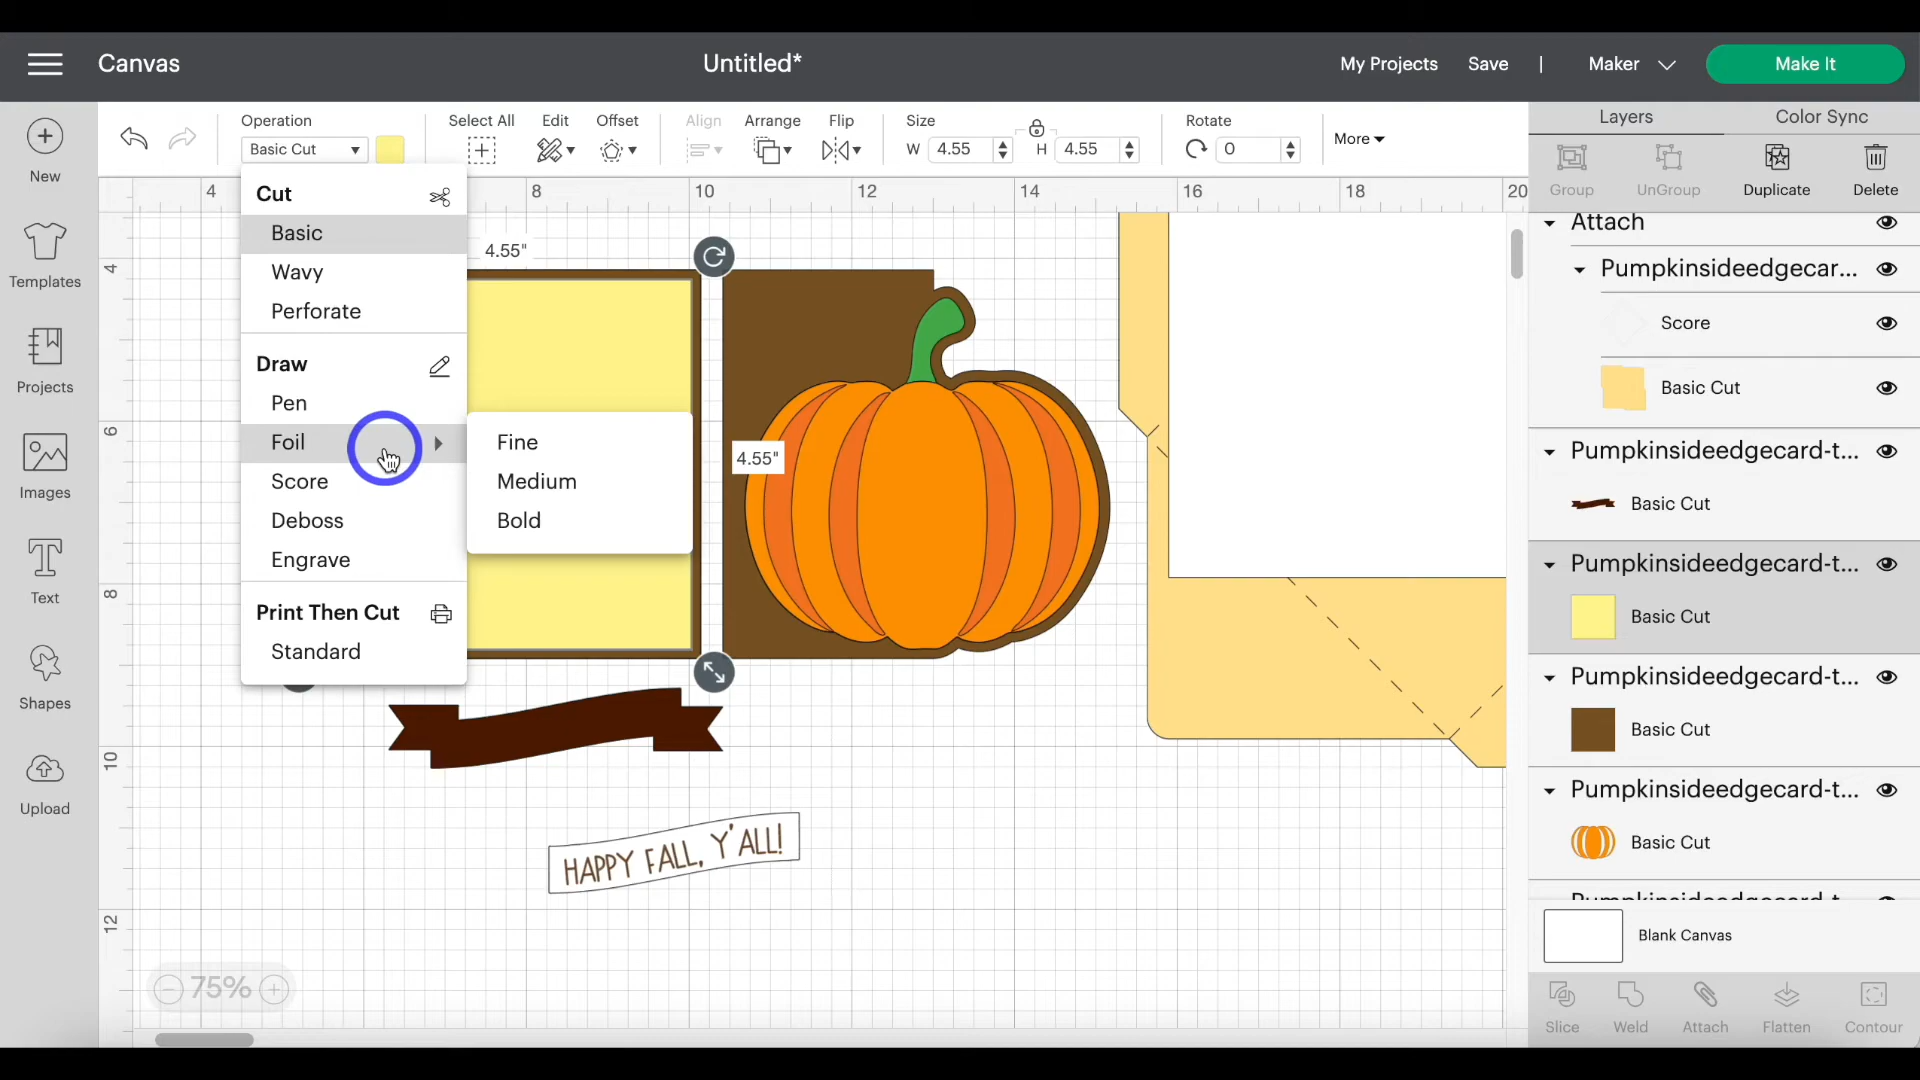 Canvas
Untitled*
My Projects
Save
|
Maker
Make It
New
Templates
Projects
Images
Text
Shapes
Upload
Operation
Basic Cut
Select All
Edit
Offset
Align
Arrange
Flip
Size
W 4.55
H 4.55
Rotate
0
More
4 8 10 12 14 16 18 20
4
6
8
10
12
Cut
Basic
Wavy
Perforate
Draw
Pen
Foil
Score
Deboss
Engrave
Print Then Cut
Standard
Fine
Medium
Bold
4.55"
4.55"
HAPPY FALL, Y'ALL!
75%
Layers
Color Sync
Group
UnGroup
Duplicate
Delete
Attach
Pumpkinsideedgecar...
Score
Basic Cut
Pumpkinsideedgecard-t...
Basic Cut
Pumpkinsideedgecard-t...
Basic Cut
Pumpkinsideedgecard-t...
Basic Cut
Pumpkinsideedgecard-t...
Basic Cut
Blank Canvas
Slice
Weld
Attach
Flatten
Contour